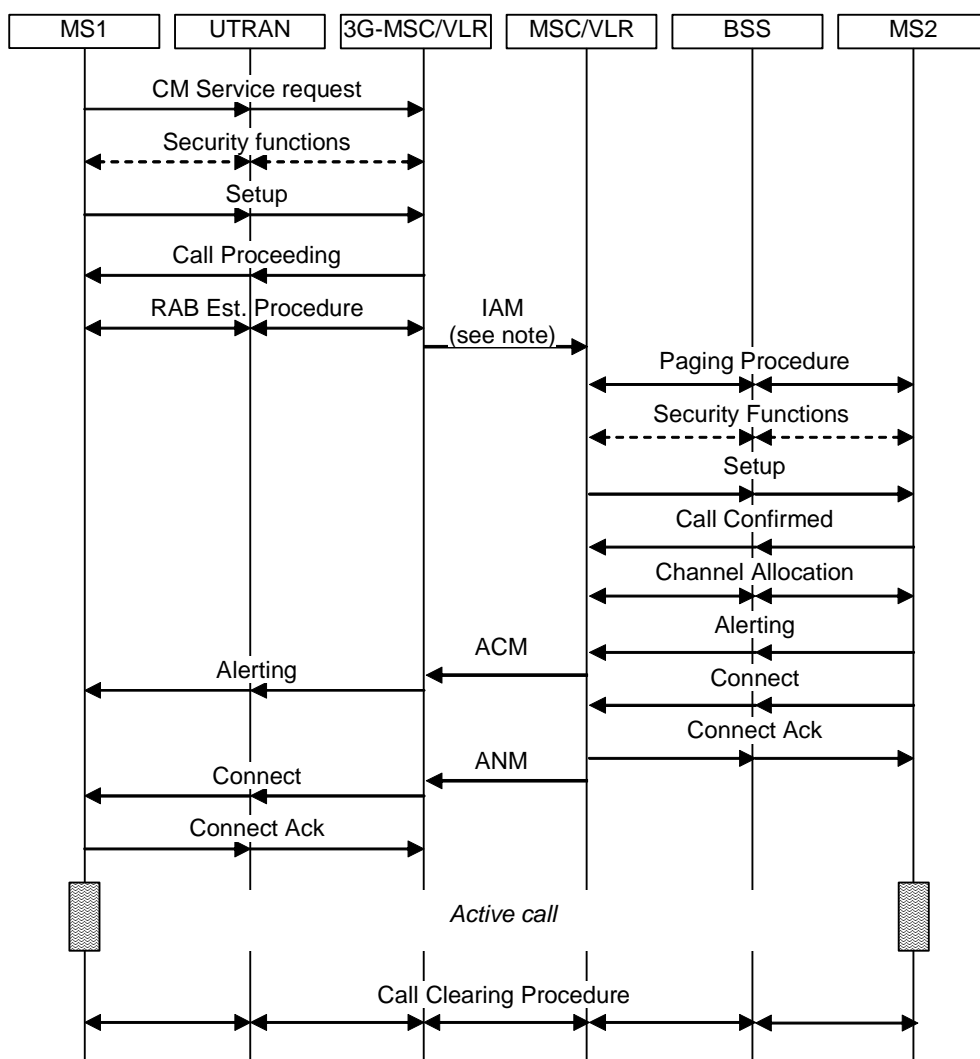 MS1 UTRAN 3G-MSC/VLR MSC/VLR BSS MS2
CM Service request
Security functions
Setup
Call Proceeding
RAB Est. Procedure
IAM
(see note)
Paging Procedure
Security Functions
Setup
Call Confirmed
Channel Allocation
Alerting
ACM
Alerting
Connect
Connect Ack
ANM
Connect
Connect Ack
Active call
Call Clearing Procedure